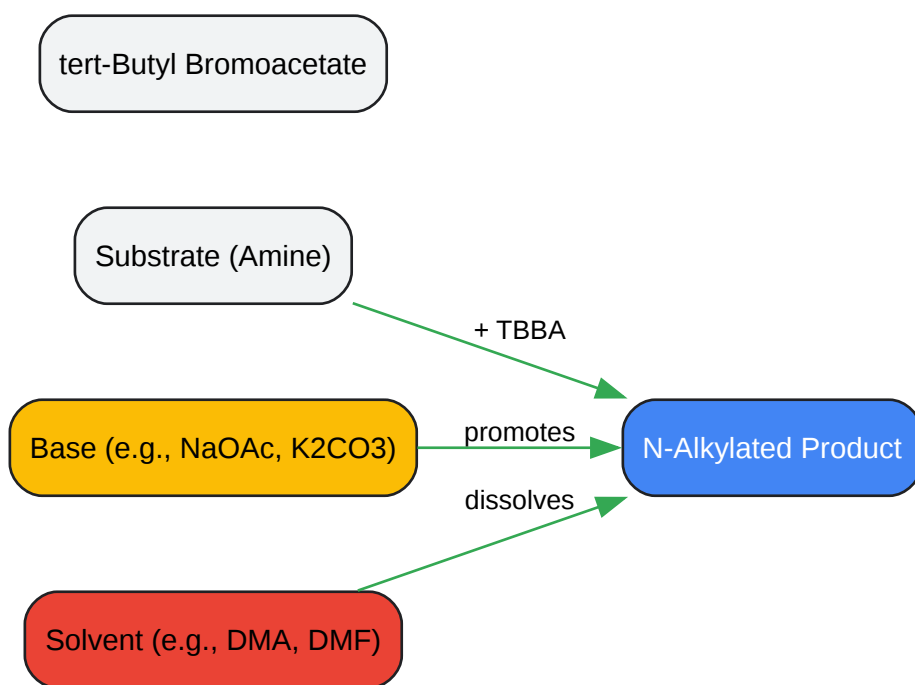 tert-Butyl Bromoacetate
Substrate (Amine)
+ TBBA
Base (e.g., NaOAc, K2CO3)
promotes
N-Alkylated Product
dissolves
Solvent (e.g., DMA, DMF)